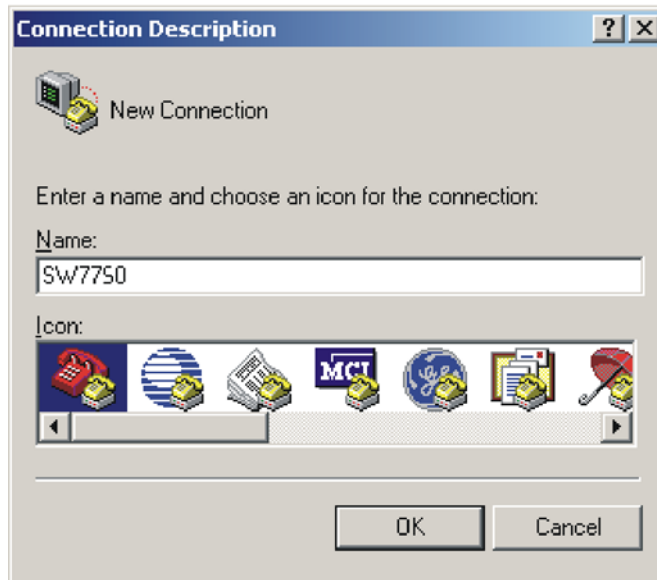 Connection Description
New Connection
Enter a name and choose an icon for the connection:
Name:
SW7750
Icon:
MCI
OK
Cancel